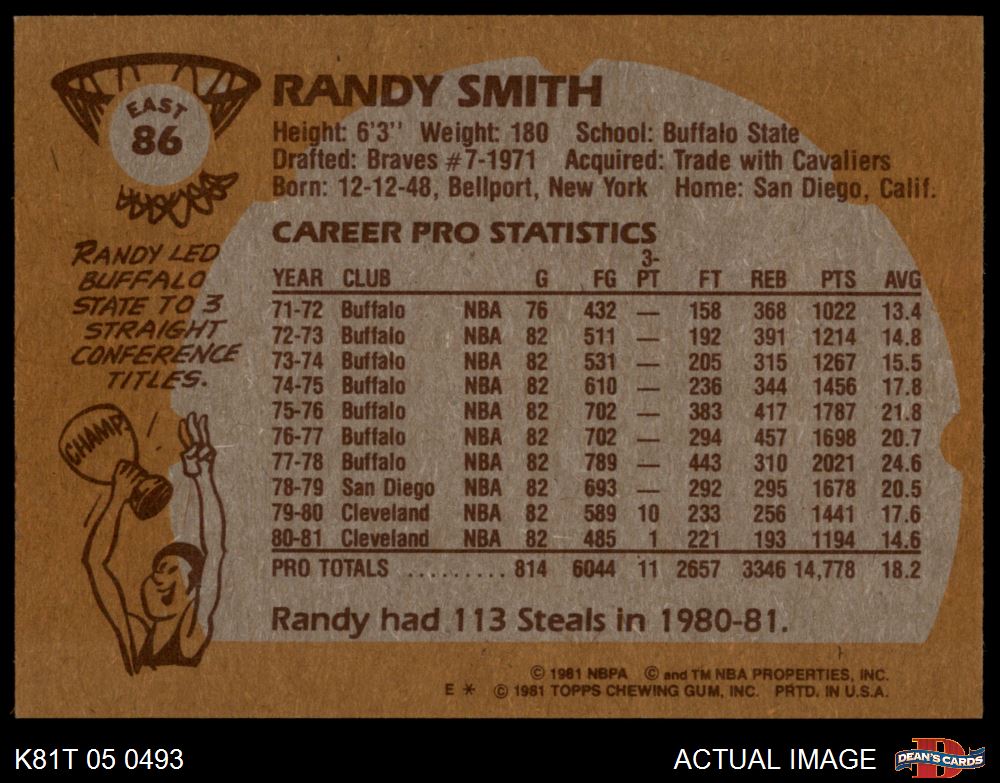 EAST
86
RANDY SMITH
Height: 6'3" Weight: 180 School: Buffalo State
Drafted: Braves #7-1971 Acquired: Trade with Cavaliers
Born: 12-12-48, Bellport, New York Home: San Diego, Calif.
RANDY LED
BUFFALO
STATE TO 3
STRAIGHT
CONFERENCE
TITLES.
CHAMP!
CAREER PRO STATISTICS
YEAR CLUB G FG 3-PT FT REB PTS AVG
71-72 Buffalo NBA 76 432 — 158 368 1022 13.4
72-73 Buffalo NBA 82 511 — 192 391 1214 14.8
73-74 Buffalo NBA 82 531 — 205 315 1267 15.5
74-75 Buffalo NBA 82 610 — 236 344 1456 17.8
75-76 Buffalo NBA 82 702 — 383 417 1787 21.8
76-77 Buffalo NBA 82 702 — 294 457 1698 20.7
77-78 Buffalo NBA 82 789 — 443 310 2021 24.6
78-79 San Diego NBA 82 693 — 292 295 1678 20.5
79-80 Cleveland NBA 82 589 10 233 256 1441 17.6
80-81 Cleveland NBA 82 485 1 221 193 1194 14.6
PRO TOTALS .......... 814 6044 11 2657 3346 14,778 18.2
Randy had 113 Steals in 1980-81.
© 1981 NBPA © and TM NBA PROPERTIES, INC.
E * © 1981 TOPPS CHEWING GUM, INC. PRTD. IN U.S.A.
K81T 05 0493
ACTUAL IMAGE
D
DEAN'S CARDS